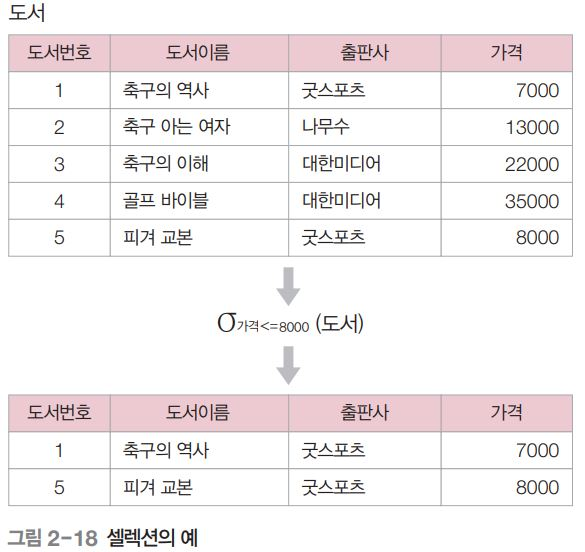 도서
도서번호 도서이름 출판사 가격
1 축구의 역사 굿스포츠 7000
2 축구 아는 여자 나무수 13000
3 축구의 이해 대한미디어 22000
4 골프 바이블 대한미디어 35000
5 피겨 교본 굿스포츠 8000
σ가격<=8000 (도서)
도서번호 도서이름 출판사 가격
1 축구의 역사 굿스포츠 7000
5 피겨 교본 굿스포츠 8000
그림 2-18 셀렉션의 예